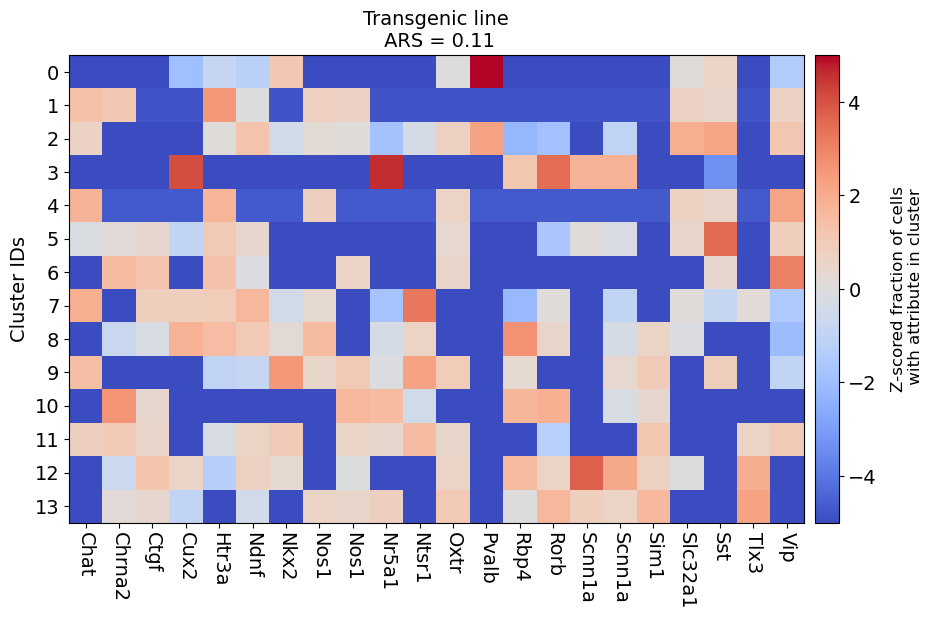 Transgenic line
ARS = 0.11
Cluster IDs
0
1
2
3
4
5
6
7
8
9
10
11
12
13
Chat
Chrna2
Ctgf
Cux2
Htr3a
Ndnf
Nkx2
Nos1
Nos1
Nr5a1
Ntsr1
Oxtr
Pvalb
Rbp4
Rorb
Scnn1a
Scnn1a
Sim1
Slc32a1
Sst
Tlx3
Vip
4
2
0
−2
−4
Z-scored fraction of cells
with attribute in cluster